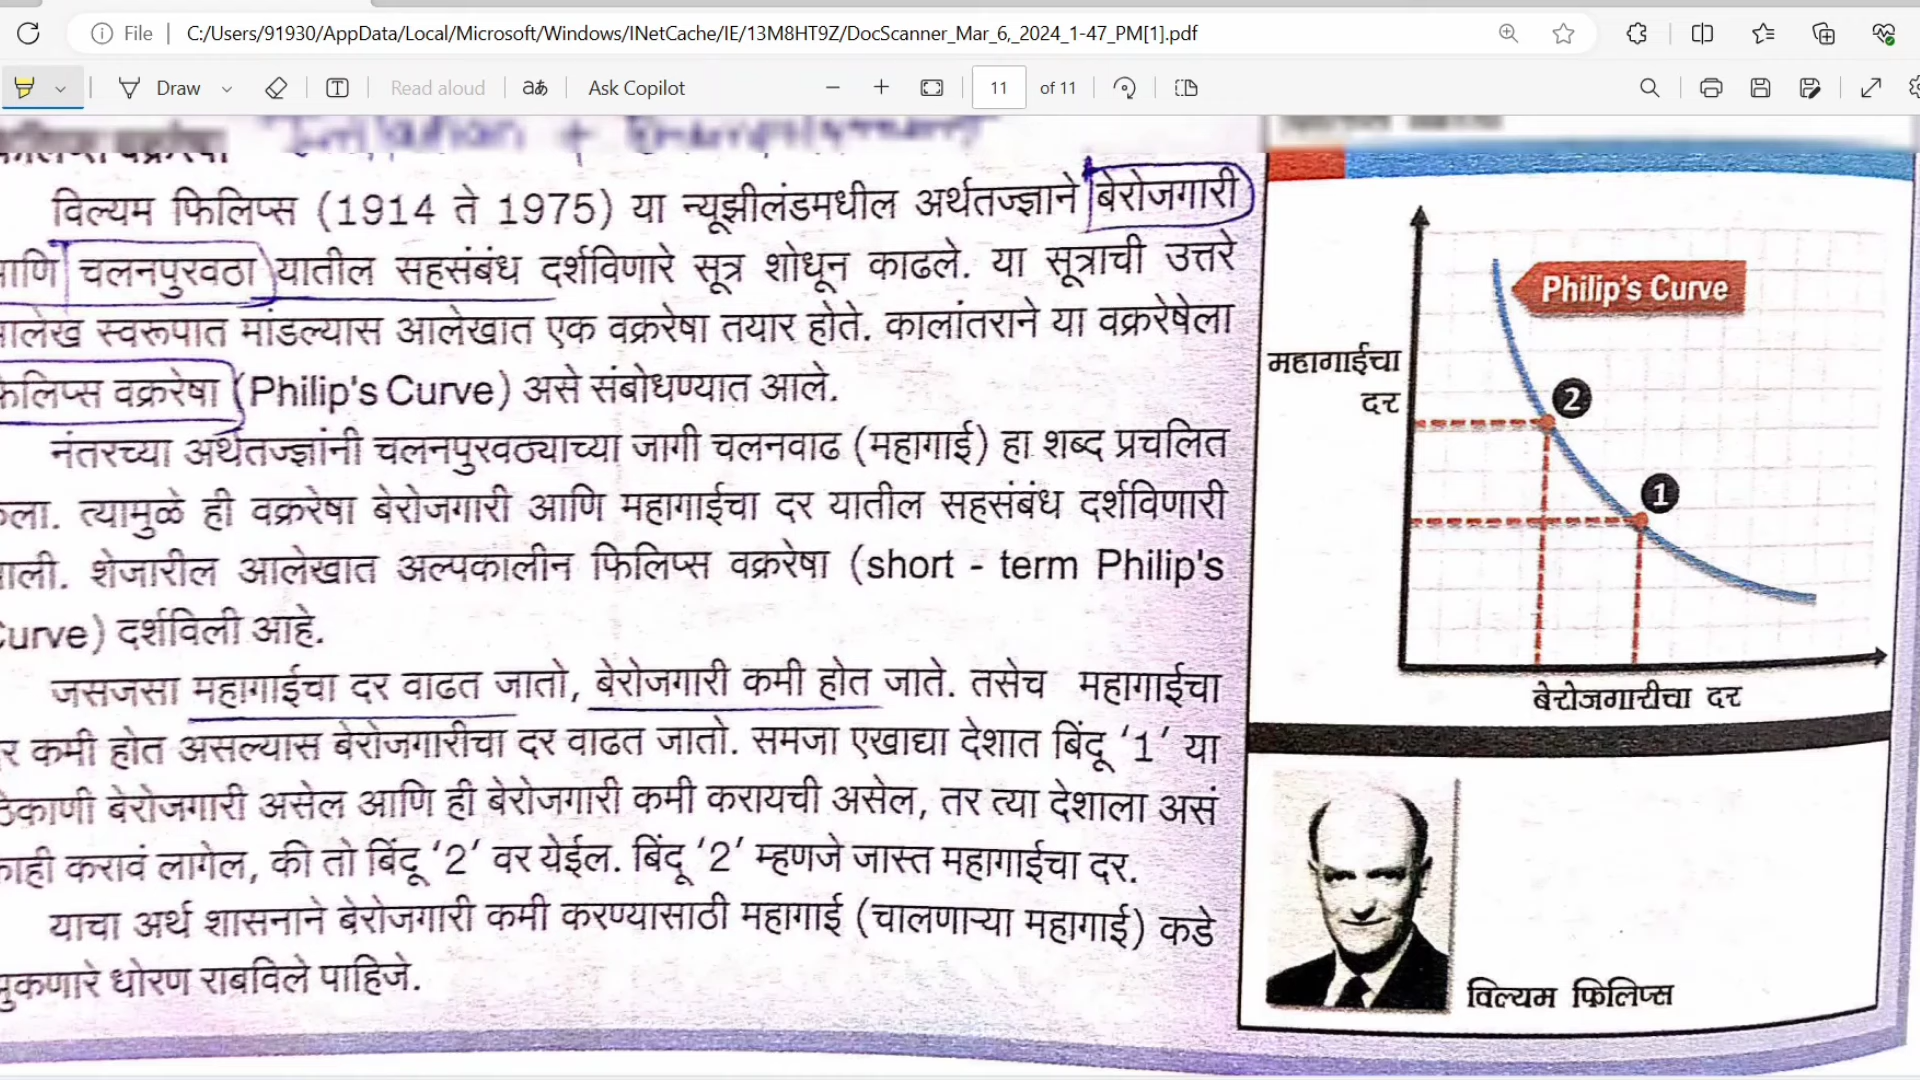 File
C:/Users/91930/AppData/Local/Microsoft/Windows/INetCache/IE/13M8HT9Z/DocScanner_Mar_6,_2024_1-47_PM[1].pdf
Draw
Read aloud
Ask Copilot
11 of 11
विल्यम फिलिप्स (1914 ते 1975) या न्यूझीलंडमधील अर्थतज्ज्ञाने बेरोजगारी
चलनपुरवठा यातील सहसंबंध दर्शविणारे सूत्र शोधून काढले. या सूत्राची उत्तरे
स्वरूपात मांडल्यास आलेखात एक वक्ररेषा तयार होते. कालांतराने या वक्ररेषेला
वक्ररेषा (Philip's Curve) असे संबोधण्यात आले.
नंतरच्या अर्थतज्ज्ञांनी चलनपुरवठ्याच्या जागी चलनवाढ (महागाई) हा शब्द प्रचलित
त्यामुळे ही वक्ररेषा बेरोजगारी आणि महागाईचा दर यातील सहसंबंध दर्शविणारी
शेजारील आलेखात अल्पकालीन फिलिप्स वक्ररेषा (short - term Philip's
Curve) दर्शविली आहे.
जसजसा महागाईचा दर वाढत जातो, बेरोजगारी कमी होत जाते. तसेच महागाईचा
कमी होत असल्यास बेरोजगारीचा दर वाढत जातो. समजा एखाद्या देशात बिंदू ‘1’ या
बेरोजगारी असेल आणि ही बेरोजगारी कमी करायची असेल, तर त्या देशाला असं
करावं लागेल, की तो बिंदू ‘2’ वर येईल. बिंदू ‘2’ म्हणजे जास्त महागाईचा दर.
याचा अर्थ शासनाने बेरोजगारी कमी करण्यासाठी महागाई (चालणाऱ्या महागाई) कडे
धोरण राबविले पाहिजे.
Philip's Curve
महागाईचा
दर
2
1
बेरोजगारीचा दर
विल्यम फिलिप्स